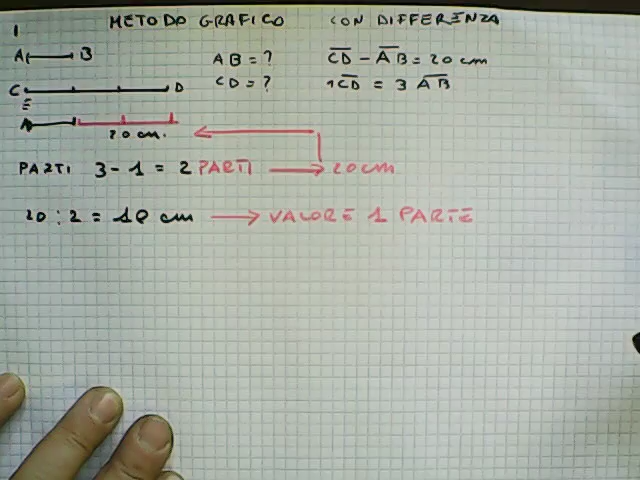 1 METODO GRAFICO CON DIFFERENZA
A B AB = ? CD - AB = 20 cm
C D CD = ? 1CD = 3 AB
A 20 cm.
PARTI 3 - 1 = 2 PARTI → 20 cm
20 : 2 = 10 cm → VALORE 1 PARTE